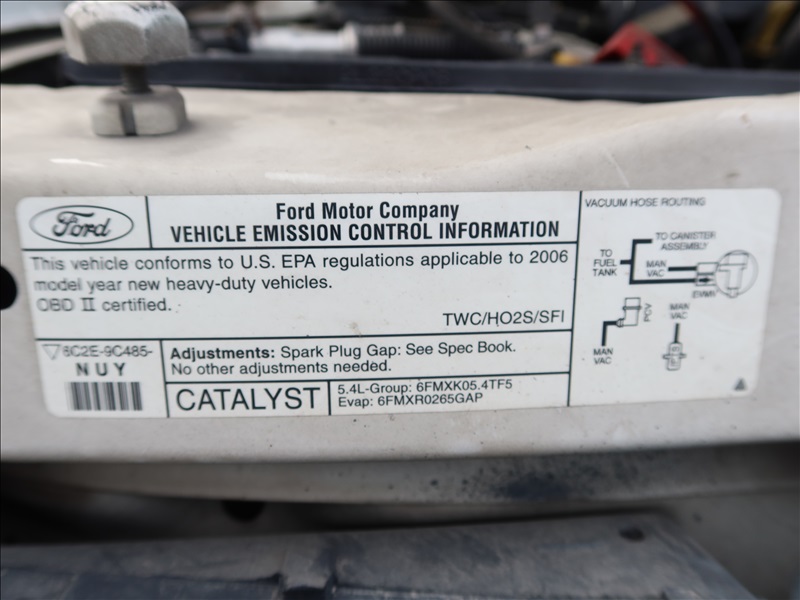 Ford
Ford Motor Company
VEHICLE EMISSION CONTROL INFORMATION
This vehicle conforms to U.S. EPA regulations applicable to 2006
model year new heavy-duty vehicles.
OBD II certified.
TWC/HO2S/SFI
6C2E-9C485-
NUY
Adjustments: Spark Plug Gap: See Spec Book.
No other adjustments needed.
CATALYST
5.4L-Group: 6FMXK05.4TF5
Evap: 6FMXR0265GAP
VACUUM HOSE ROUTING
TO CANISTER
ASSEMBLY
TO
FUEL
TANK
MAN
VAC
PCV
MAN
VAC
MAN
VAC